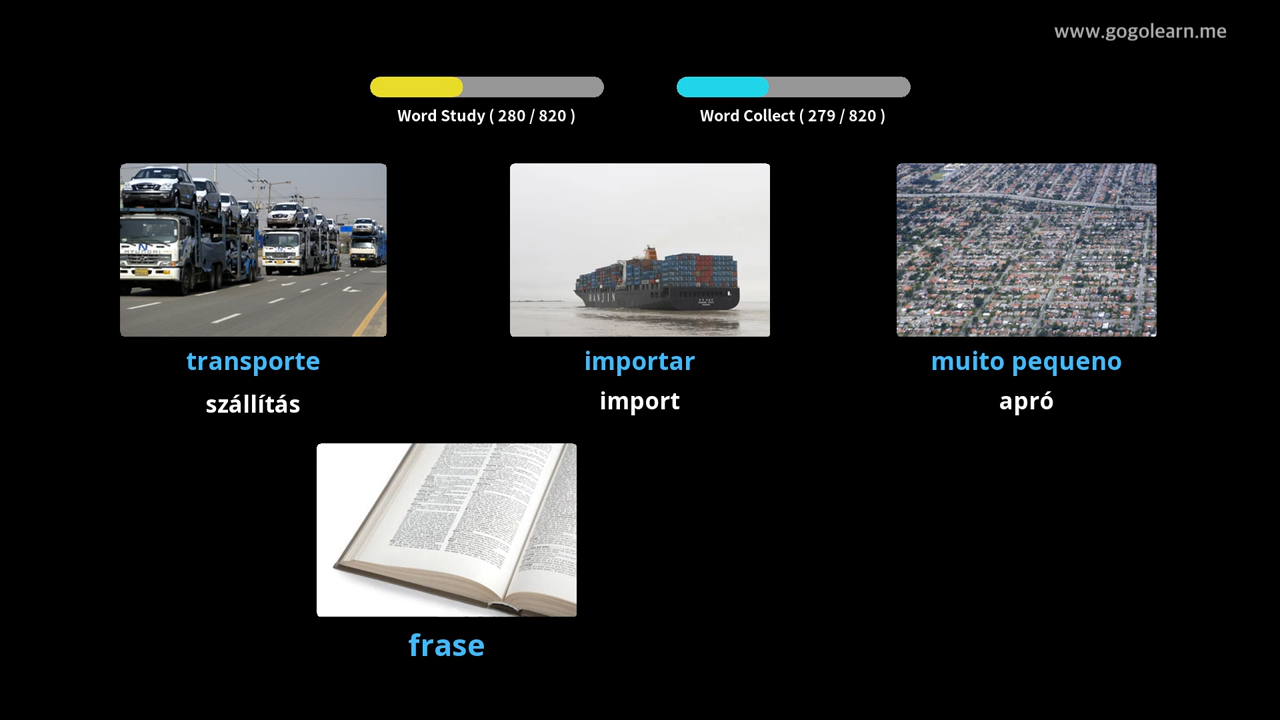 www.gogolearn.me
Word Study ( 280 / 820 )
Word Collect ( 279 / 820 )
HANJIN
transporte
importar
muito pequeno
szállítás
import
apró
frase